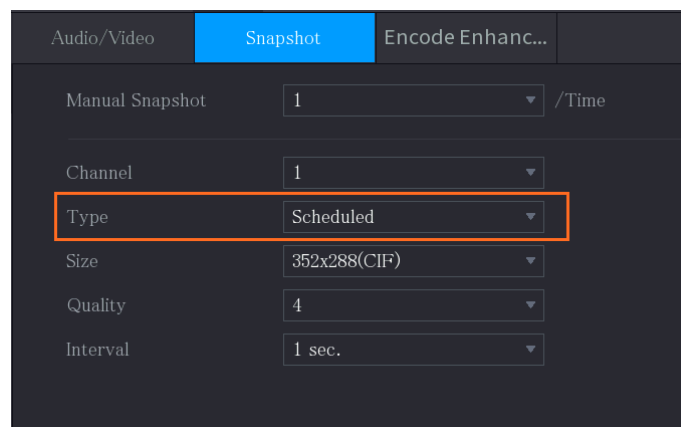 Audio/Video Snapshot Encode Enhanc...
Manual Snapshot 1 /Time
Channel 1
Type Scheduled
Size 352x288(CIF)
Quality 4
Interval 1 sec.